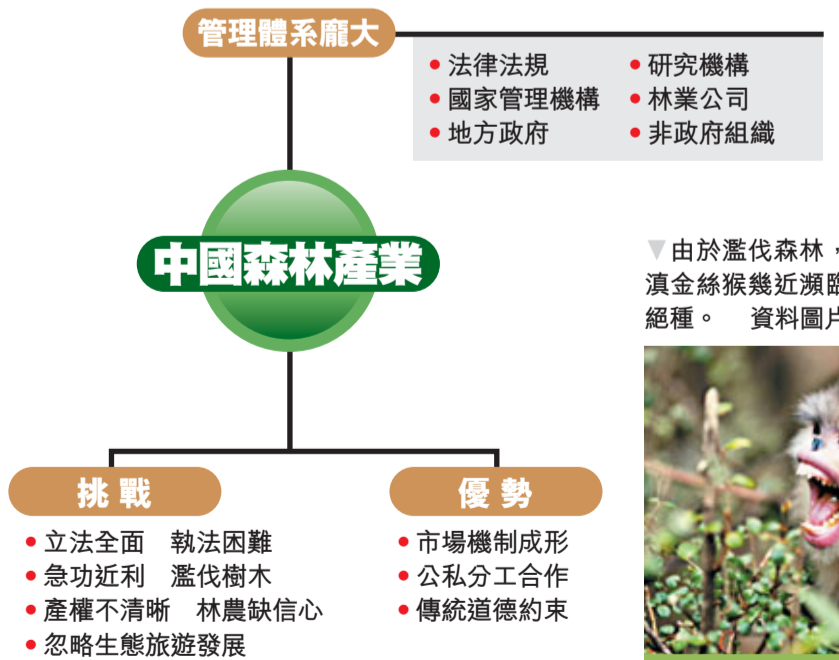 管理體系龐大
• 法律法規
• 國家管理機構
• 地方政府
• 研究機構
• 林業公司
• 非政府組織
中國森林產業
▼由於濫伐森林，
滇金絲猴幾近瀕臨
絕種。 資料圖片
挑戰
• 立法全面 執法困難
• 急功近利 濫伐樹木
• 產權不清晰 林農缺信心
• 忽略生態旅遊發展
優勢
• 市場機制成形
• 公私分工合作
• 傳統道德約束